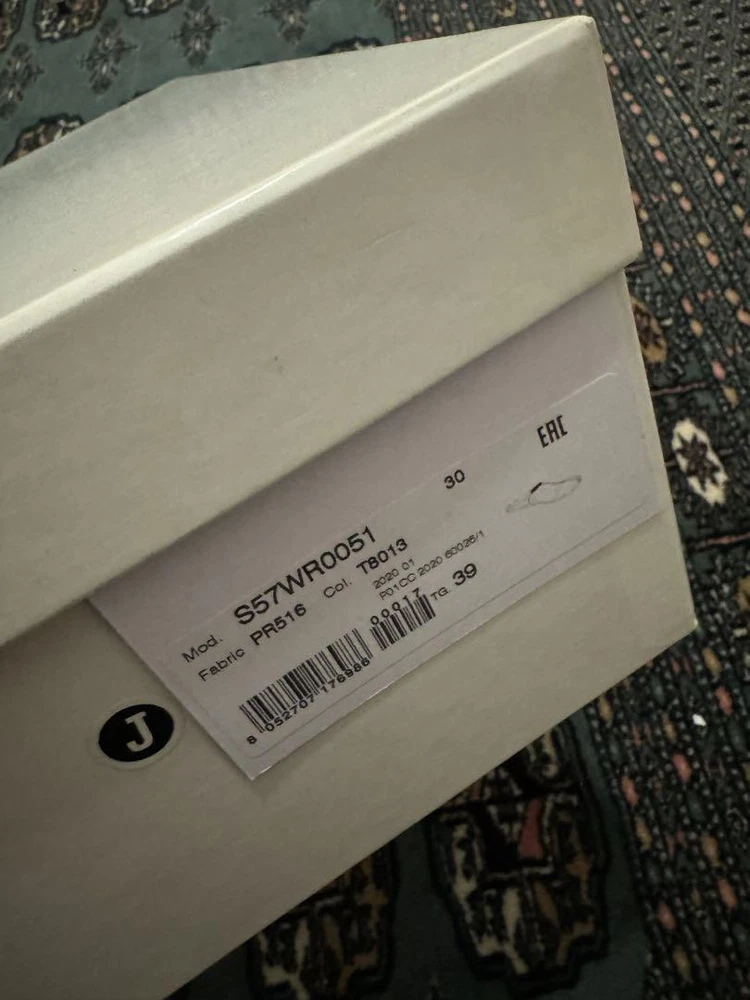 30
EAC
Mod. S57WR0051
Fabric PR516 Col. T8013
2020 01
P01CC 2020 60026/1
00017
TG. 39
8 052707 176986
J